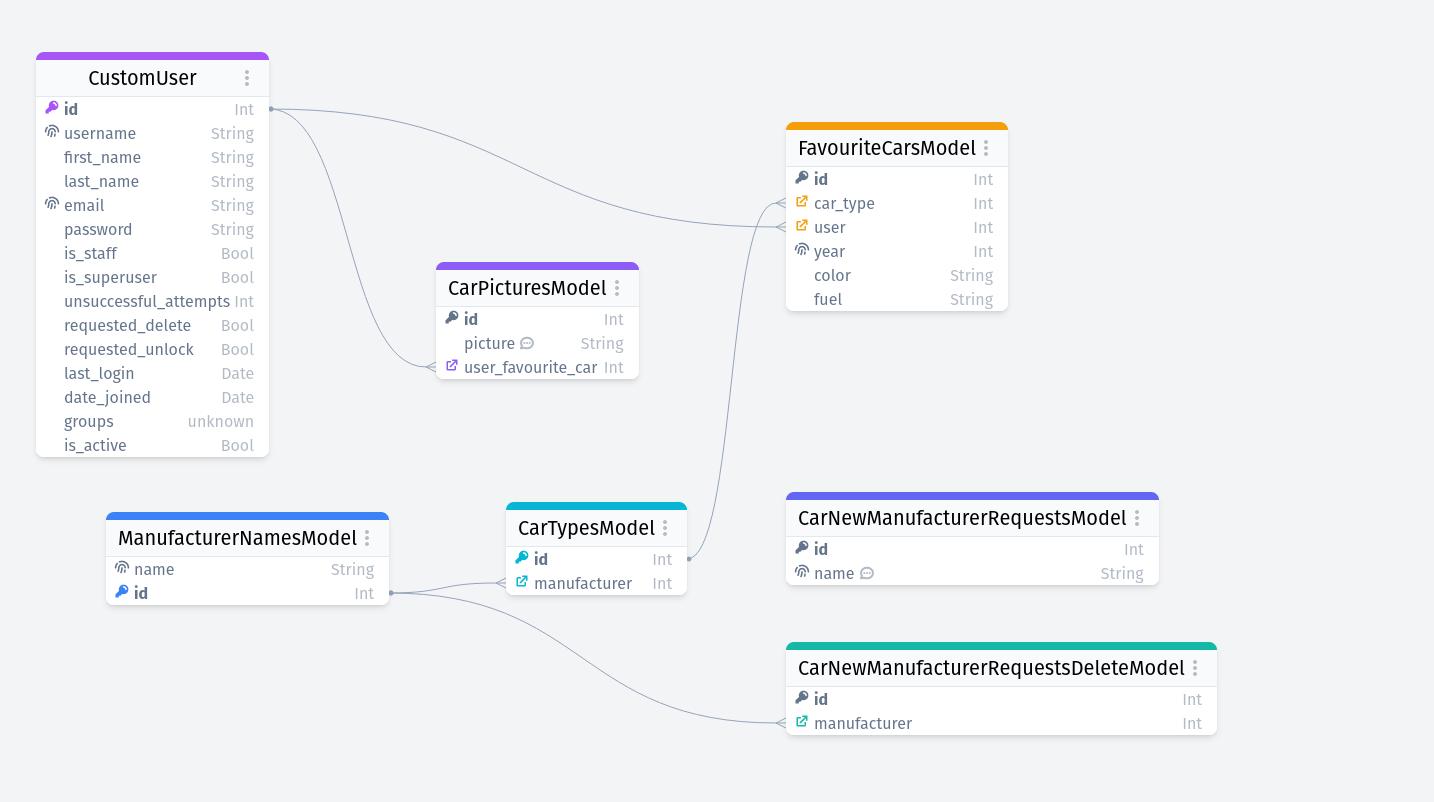 CustomUser
id Int
username String
first_name String
last_name String
email String
password String
is_staff Bool
is_superuser Bool
unsuccessful_attempts Int
requested_delete Bool
requested_unlock Bool
last_login Date
date_joined Date
groups unknown
is_active Bool
FavouriteCarsModel
id Int
car_type Int
user Int
year Int
color String
fuel String
CarPicturesModel
id Int
picture String
user_favourite_car Int
ManufacturerNamesModel
name String
id Int
CarTypesModel
id Int
manufacturer Int
CarNewManufacturerRequestsModel
id Int
name String
CarNewManufacturerRequestsDeleteModel
id Int
manufacturer Int